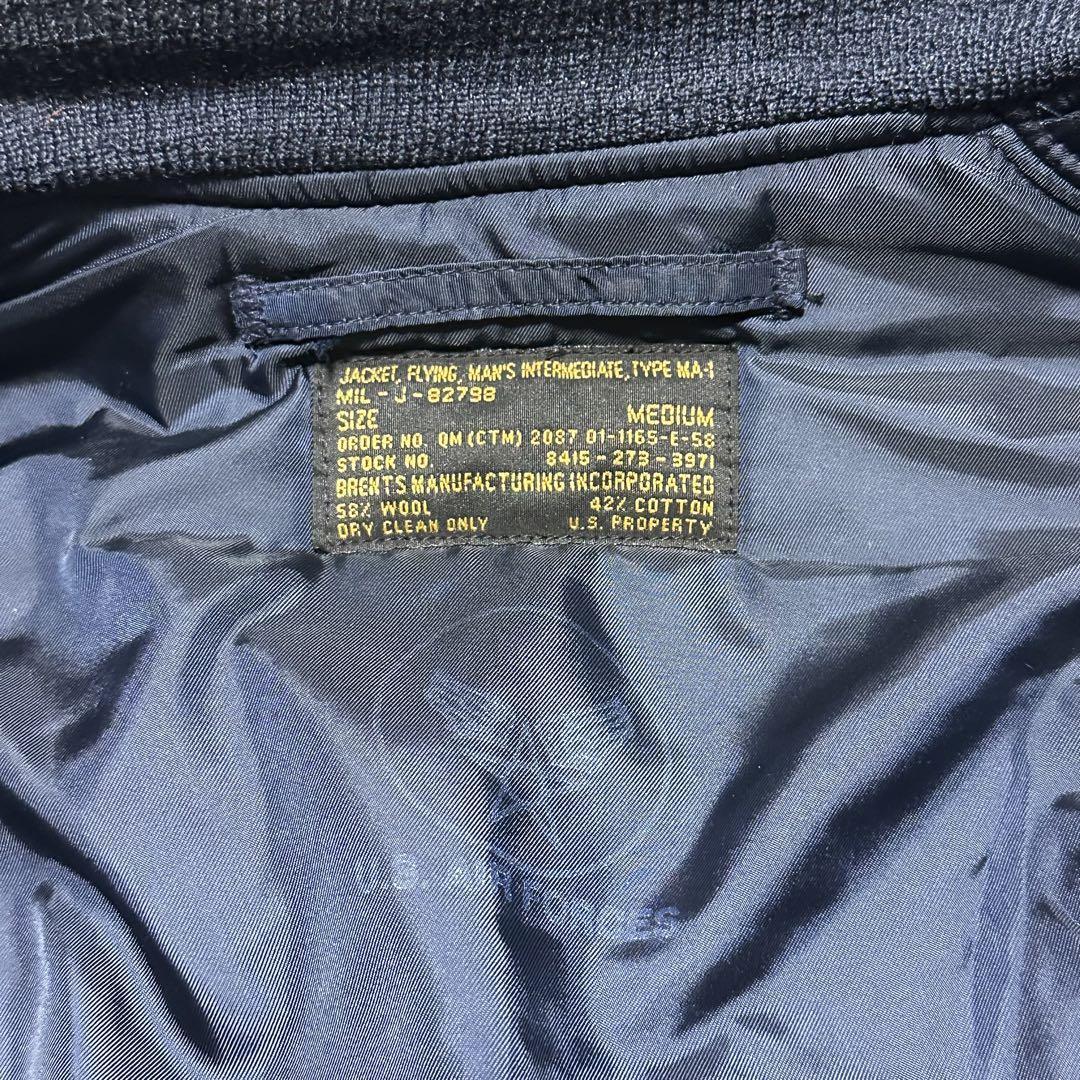 JACKET, FLYING, MAN'S INTERMEDIATE, TYPE MA-1
MIL-J-82798
SIZE MEDIUM
ORDER NO. QM (CTM) 2087 01-1165-E-58
STOCK NO. 8415-273-3971
BRENTS MANUFACTURING INCORPORATED
58% WOOL 42% COTTON
DRY CLEAN ONLY U.S. PROPERTY